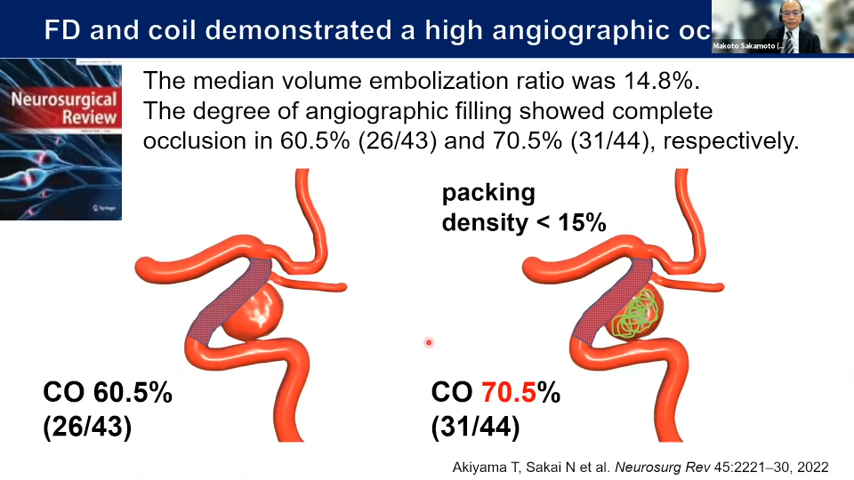 FD and coil demonstrated a high angiographic oc
Makoto Sakamoto (...
Neurosurgical
Review
Springer
The median volume embolization ratio was 14.8%.
The degree of angiographic filling showed complete
occlusion in 60.5% (26/43) and 70.5% (31/44), respectively.
packing
density < 15%
CO 60.5%
(26/43)
CO 70.5%
(31/44)
Akiyama T, Sakai N et al. Neurosurg Rev 45:2221–30, 2022